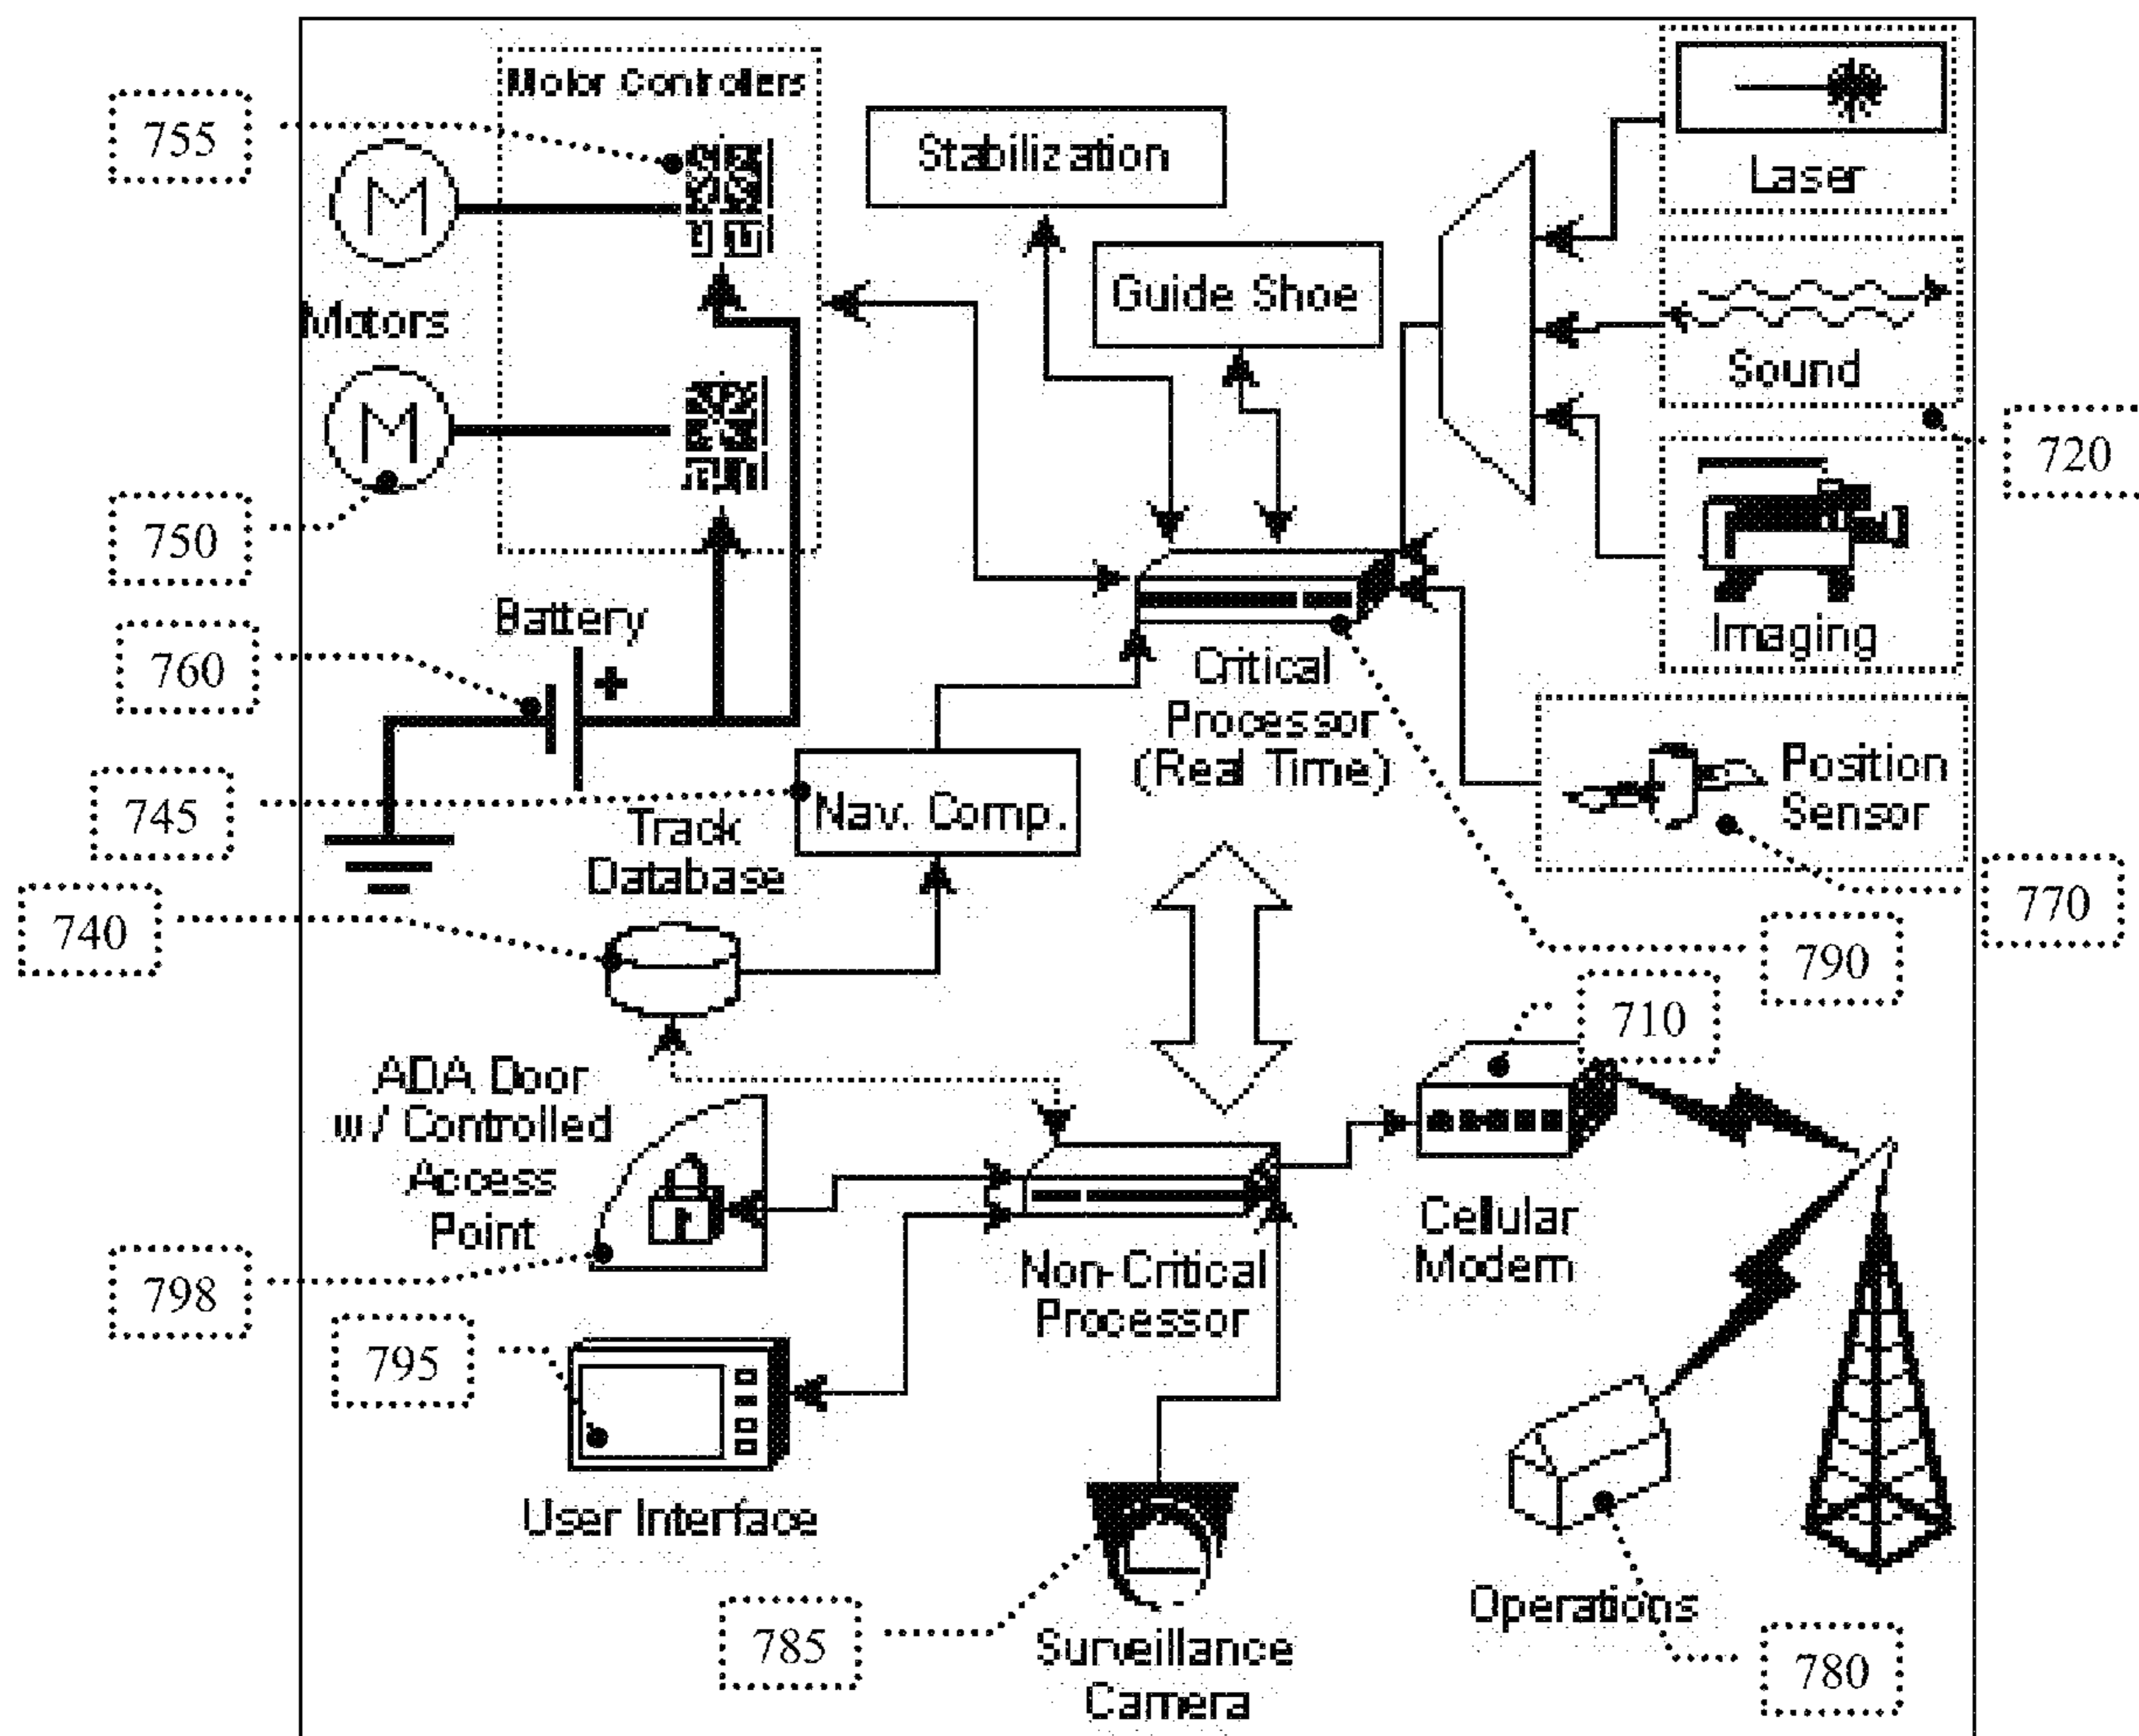 Motor Controllers
755
M
Motors
M
750
Stabilization
Guide Shoe
Laser
Sound
720
Imaging
Battery
+
760
Critical
Processor
(Real Time)
Position
Sensor
770
745
Nav. Comp.
Track
Database
740
790
710
ADA Door
w/ Controlled
Access
Point
798
Non-Critical
Processor
Cellular
Modem
795
User Interface
785
Surveillance
Camera
Operations
780